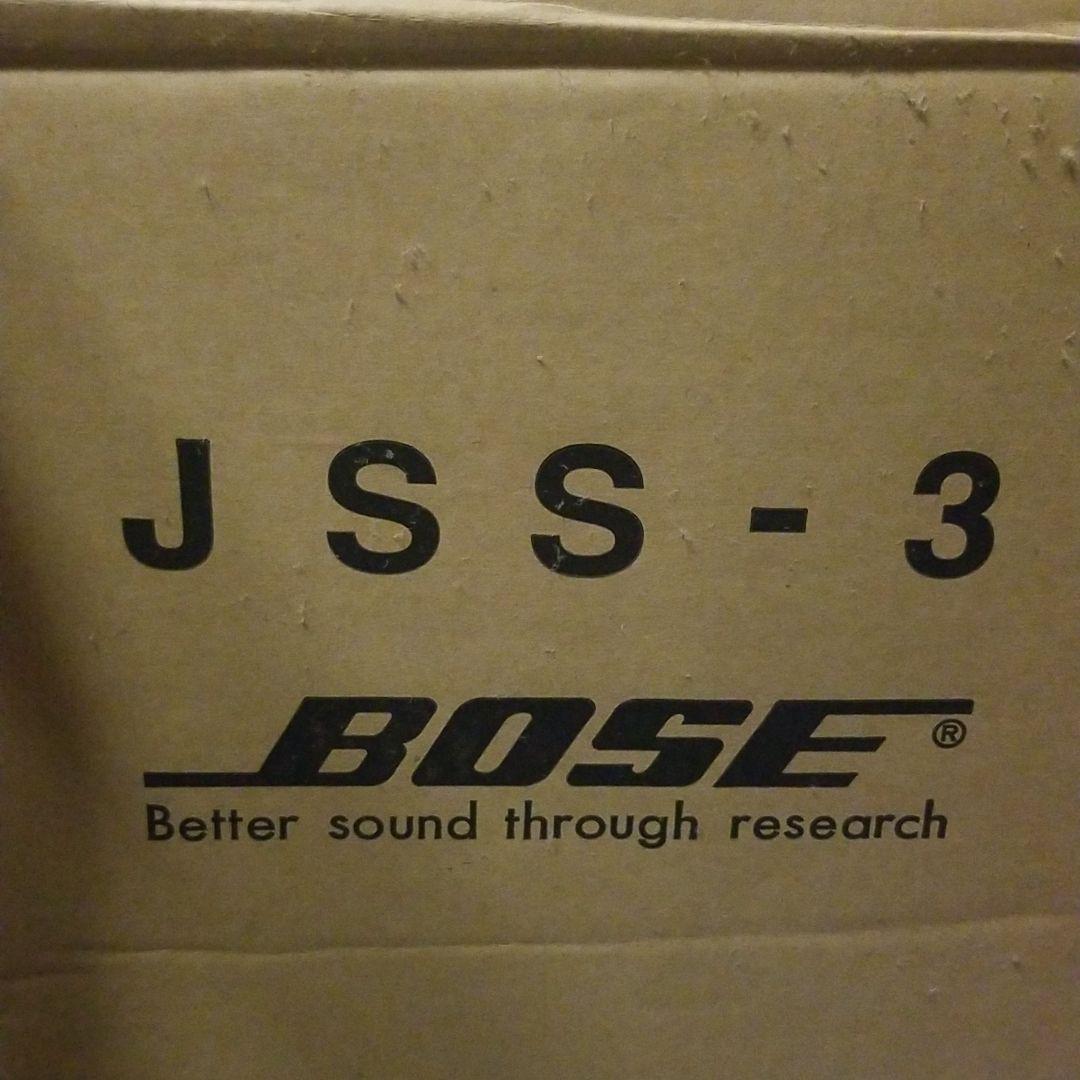 JSS-3
BOSE®
Better sound through research